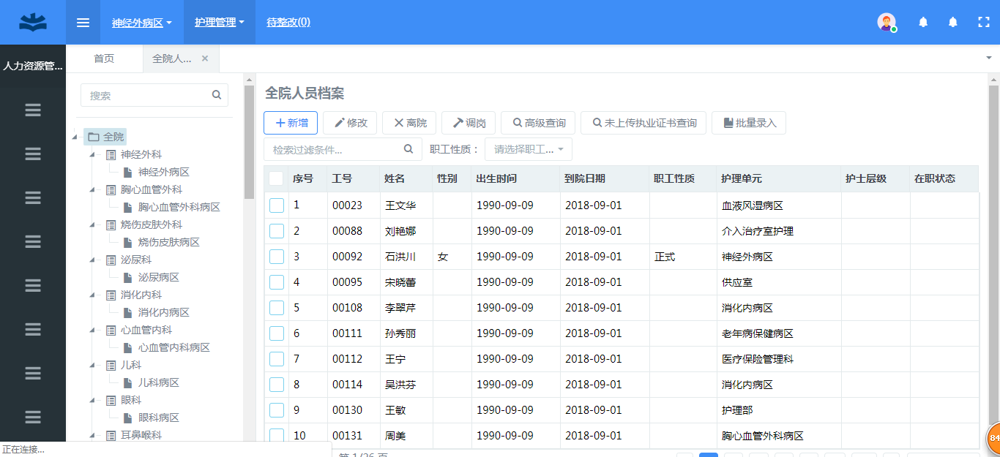 神经外病区 护理管理 待整改(0)
人力资源管...
首页 全院人... ×
搜索
全院
神经外科
神经外病区
胸心血管外科
胸心血管外科病区
烧伤皮肤外科
烧伤皮肤病区
泌尿科
泌尿病区
消化内科
消化内病区
心血管内科
心血管内科病区
儿科
儿科病区
眼科
眼科病区
耳鼻喉科
正在连接...
全院人员档案
新增 修改 离院 调岗 高级查询 未上传执业证书查询 批量录入
检索过滤条件... 职工性质： 请选择职工...
序号 工号 姓名 性别 出生时间 到院日期 职工性质 护理单元 护士层级 在职状态
1 00023 王文华 1990-09-09 2018-09-01 血液风湿病区
2 00088 刘艳娜 1990-09-09 2018-09-01 介入治疗室护理
3 00092 石洪川 女 1990-09-09 2018-09-01 正式 神经外病区
4 00095 宋晓蕾 1990-09-09 2018-09-01 供应室
5 00108 李翠芹 1990-09-09 2018-09-01 消化内病区
6 00111 孙秀丽 1990-09-09 2018-09-01 老年病保健病区
7 00112 王宁 1990-09-09 2018-09-01 医疗保险管理科
8 00114 吴洪芬 1990-09-09 2018-09-01 消化内病区
9 00130 王敏 1990-09-09 2018-09-01 护理部
10 00131 周美 1990-09-09 2018-09-01 胸心血管外科病区
第 1/26 页
84